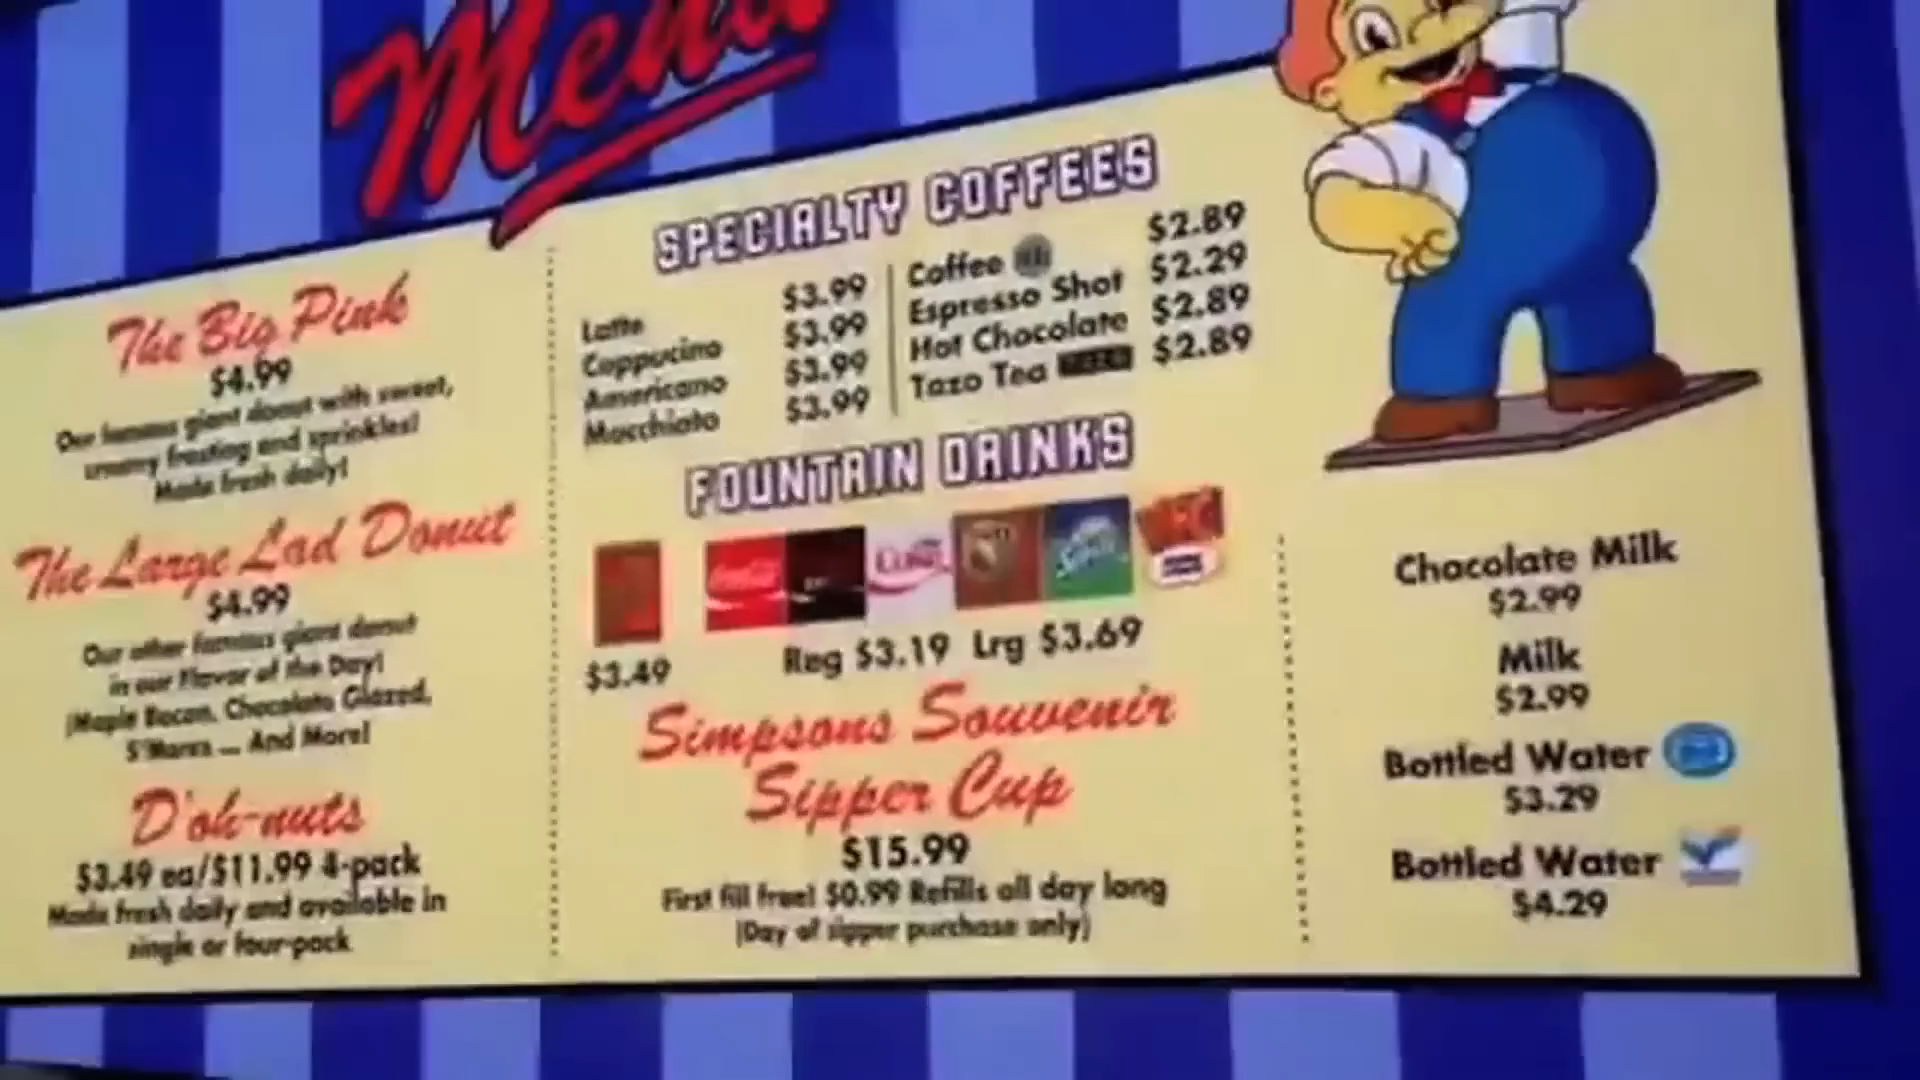 Menu
The Big Pink
$4.99
Our famous giant donut with sweet,
creamy frosting and sprinkles!
Made fresh daily!
The Large Lad Donut
$4.99
Our other famous giant donut
in our Flavor of the Day!
(Maple Bacon, Chocolate Glazed,
S'Mores ... And More!
D'oh-nuts
$3.49 ea/$11.99 4-pack
Made fresh daily and available in
single or four-pack
SPECIALTY COFFEES
Latte $3.99
Cappucino $3.99
Americano $3.99
Macchiato $3.99
Coffee $2.89
Espresso Shot $2.29
Hot Chocolate $2.89
Tazo Tea TAZO $2.89
FOUNTAIN DRINKS
Coca-Cola
Coke
Sprite
$3.49
Reg $3.19 Lrg $3.69
Simpsons Souvenir
Sipper Cup
$15.99
First fill free! $0.99 Refills all day long
(Day of sipper purchase only)
Chocolate Milk
$2.99
Milk
$2.99
Bottled Water
$3.29
Bottled Water
$4.29